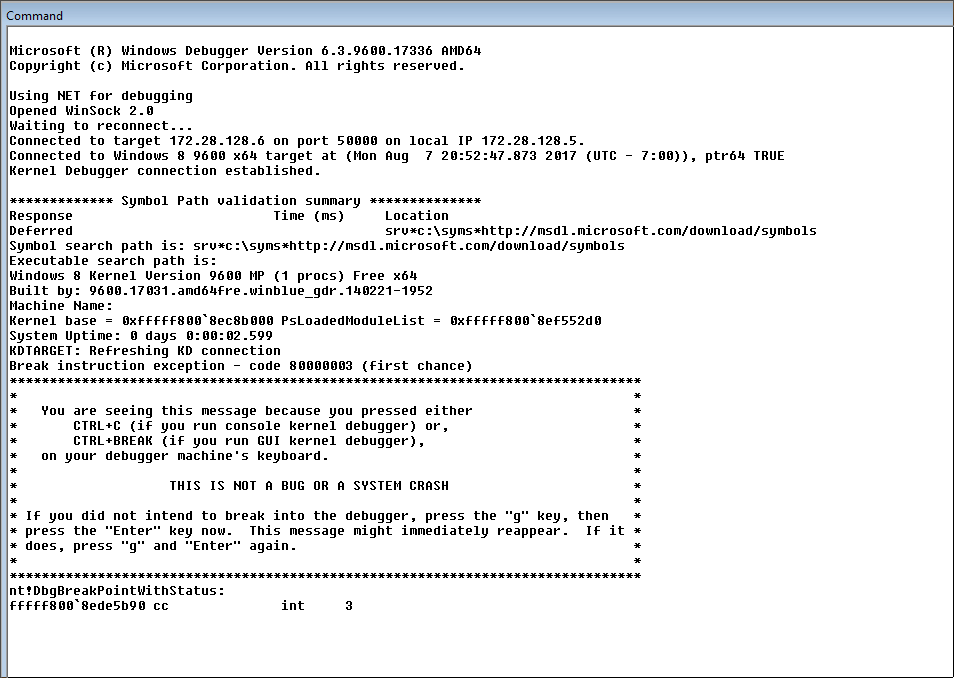 Command
Microsoft (R) Windows Debugger Version 6.3.9600.17336 AMD64
Copyright (c) Microsoft Corporation. All rights reserved.
Using NET for debugging
Opened WinSock 2.0
Waiting to reconnect...
Connected to target 172.28.128.6 on port 50000 on local IP 172.28.128.5.
Connected to Windows 8 9600 x64 target at (Mon Aug  7 20:52:47.873 2017 (UTC - 7:00)), ptr64 TRUE
Kernel Debugger connection established.
************* Symbol Path validation summary **************
Response                         Time (ms)     Location
Deferred                                       srv*c:\syms*http://msdl.microsoft.com/download/symbols
Symbol search path is: srv*c:\syms*http://msdl.microsoft.com/download/symbols
Executable search path is:
Windows 8 Kernel Version 9600 MP (1 procs) Free x64
Built by: 9600.17031.amd64fre.winblue_gdr.140221-1952
Machine Name:
Kernel base = 0xfffff800`8ec8b000 PsLoadedModuleList = 0xfffff800`8ef552d0
System Uptime: 0 days 0:00:02.599
KDTARGET: Refreshing KD connection
Break instruction exception - code 80000003 (first chance)
*******************************************************************************
*                                                                             *
*   You are seeing this message because you pressed either                    *
*       CTRL+C (if you run console kernel debugger) or,                       *
*       CTRL+BREAK (if you run GUI kernel debugger),                          *
*   on your debugger machine's keyboard.                                      *
*                                                                             *
*                   THIS IS NOT A BUG OR A SYSTEM CRASH                       *
*                                                                             *
* If you did not intend to break into the debugger, press the "g" key, then   *
* press the "Enter" key now.  This message might immediately reappear.  If it *
* does, press "g" and "Enter" again.                                          *
*                                                                             *
*******************************************************************************
nt!DbgBreakPointWithStatus:
fffff800`8ede5b90 cc              int     3